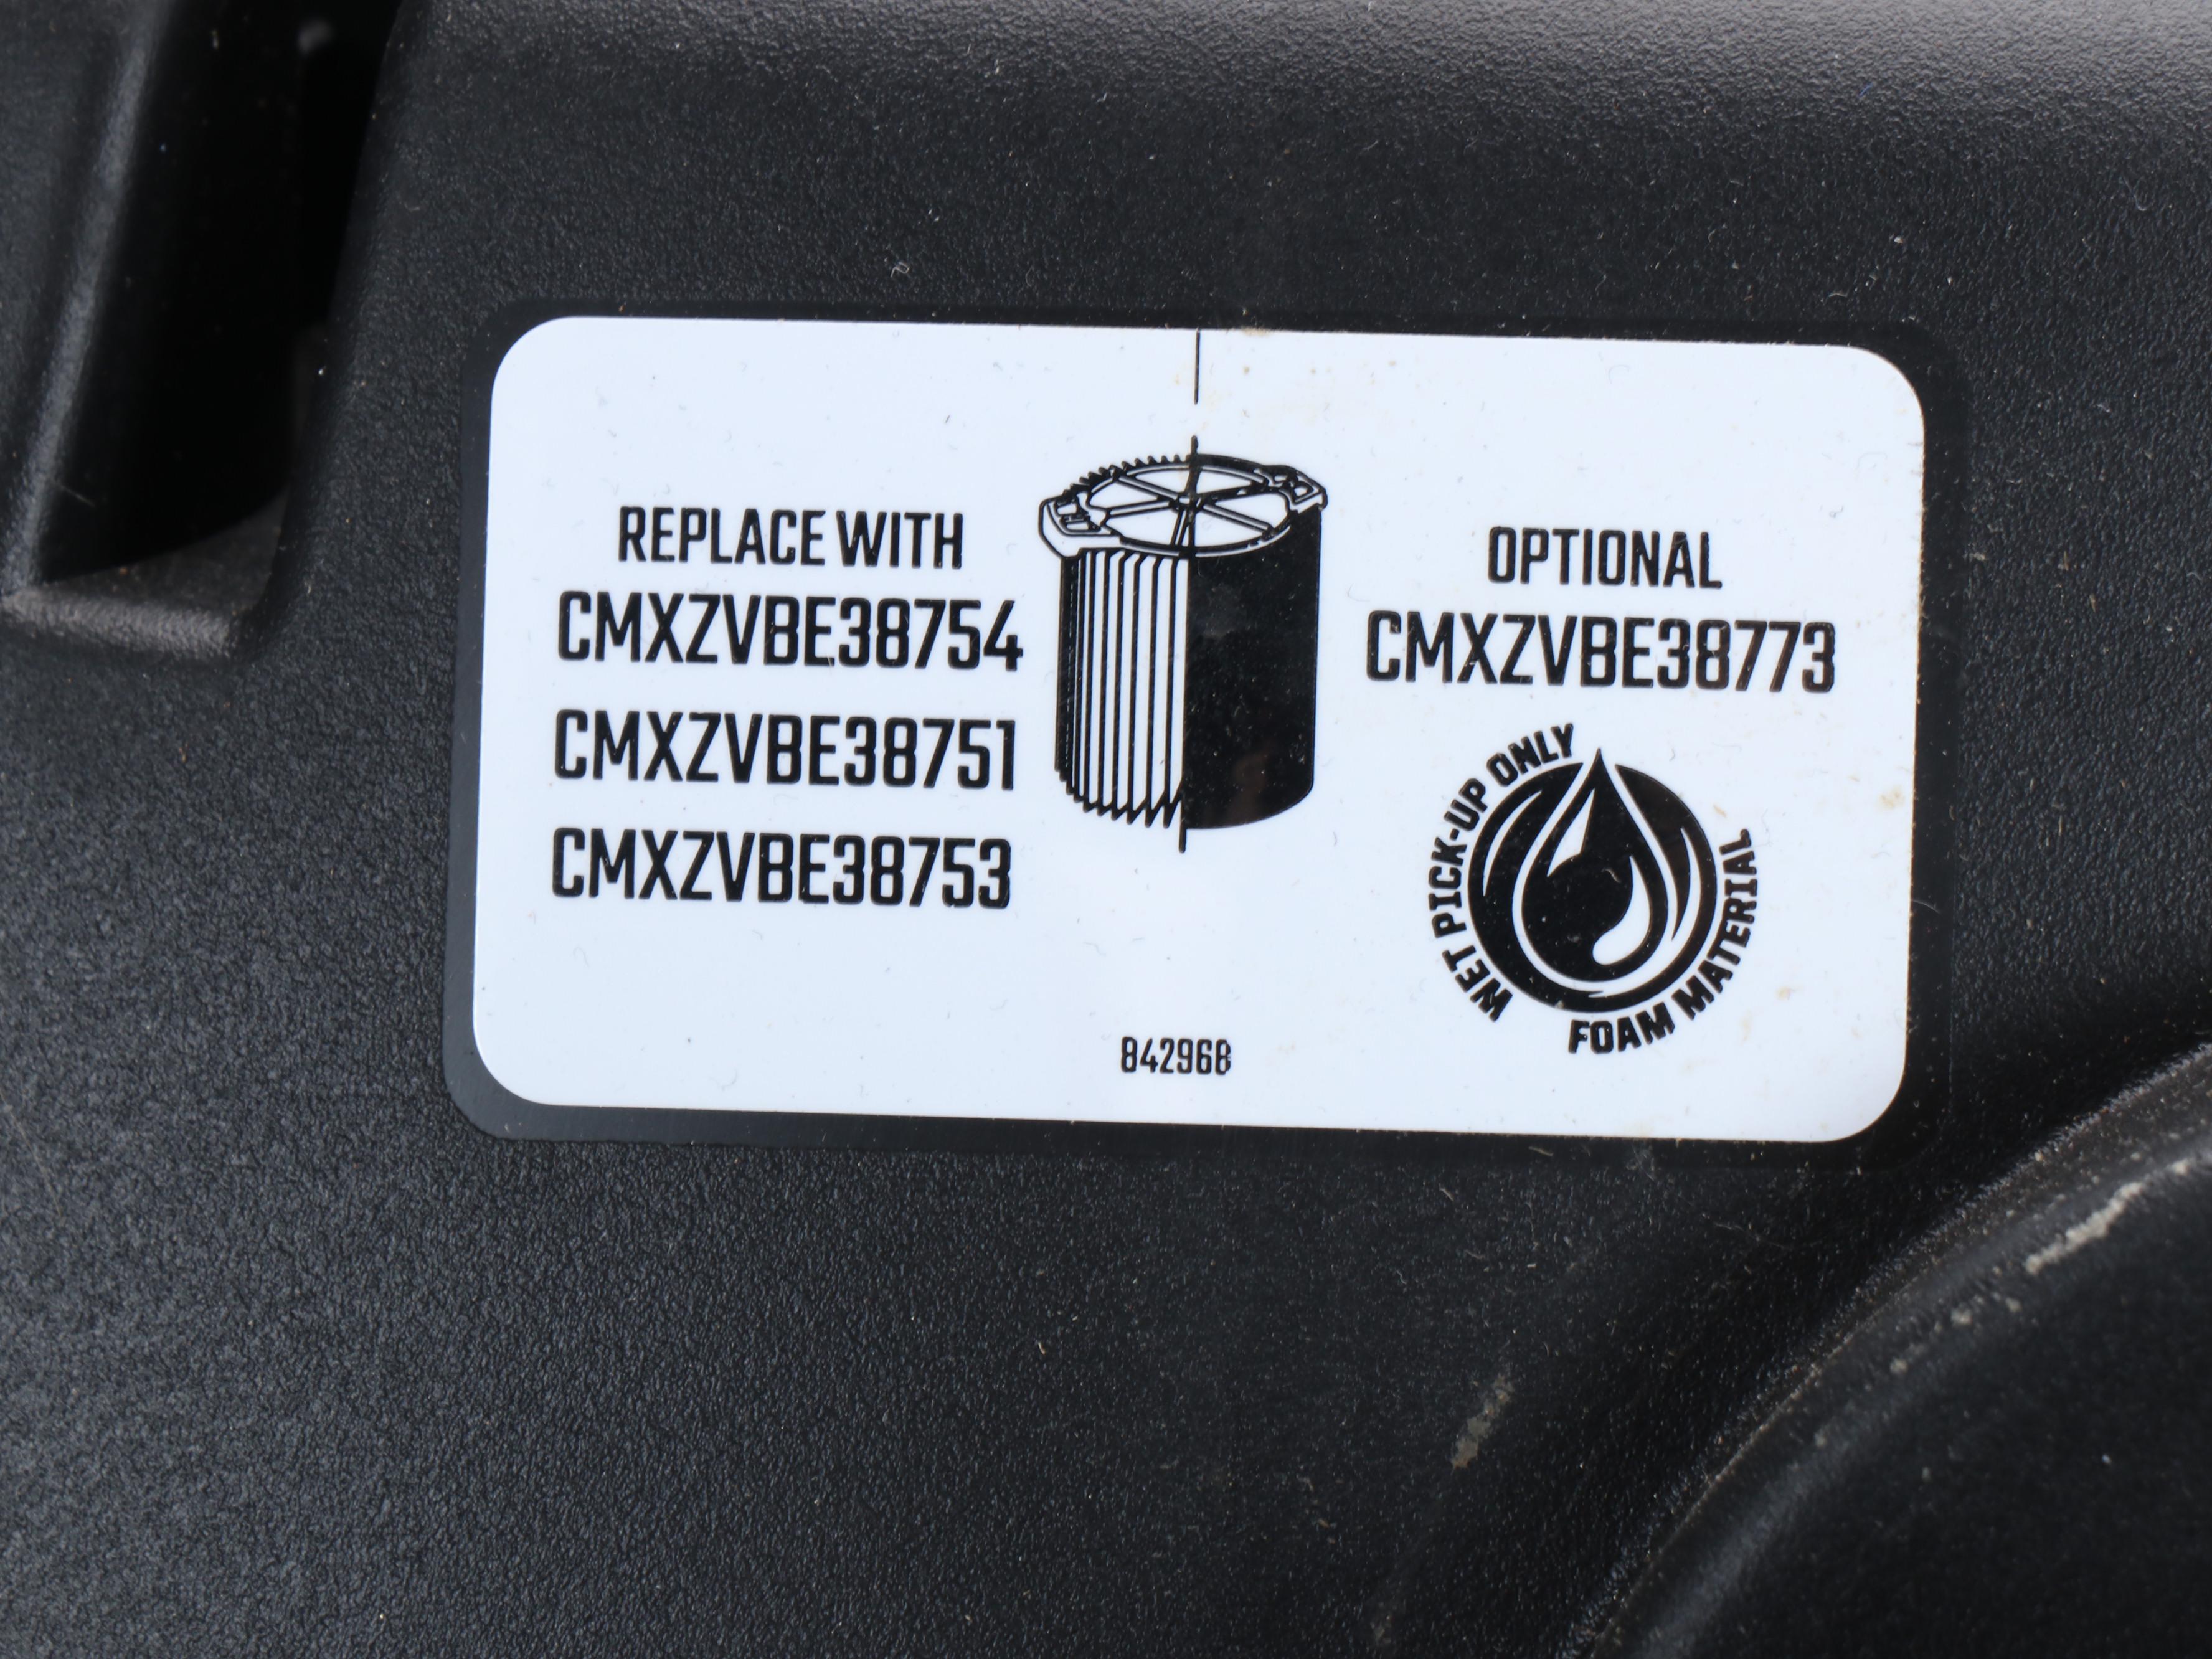 REPLACE WITH
CMXZVBE38754
CMXZVBE38751
CMXZVBE38753
OPTIONAL
CMXZVBE38773
WET PICK-UP ONLY
FOAM MATERIAL
842968